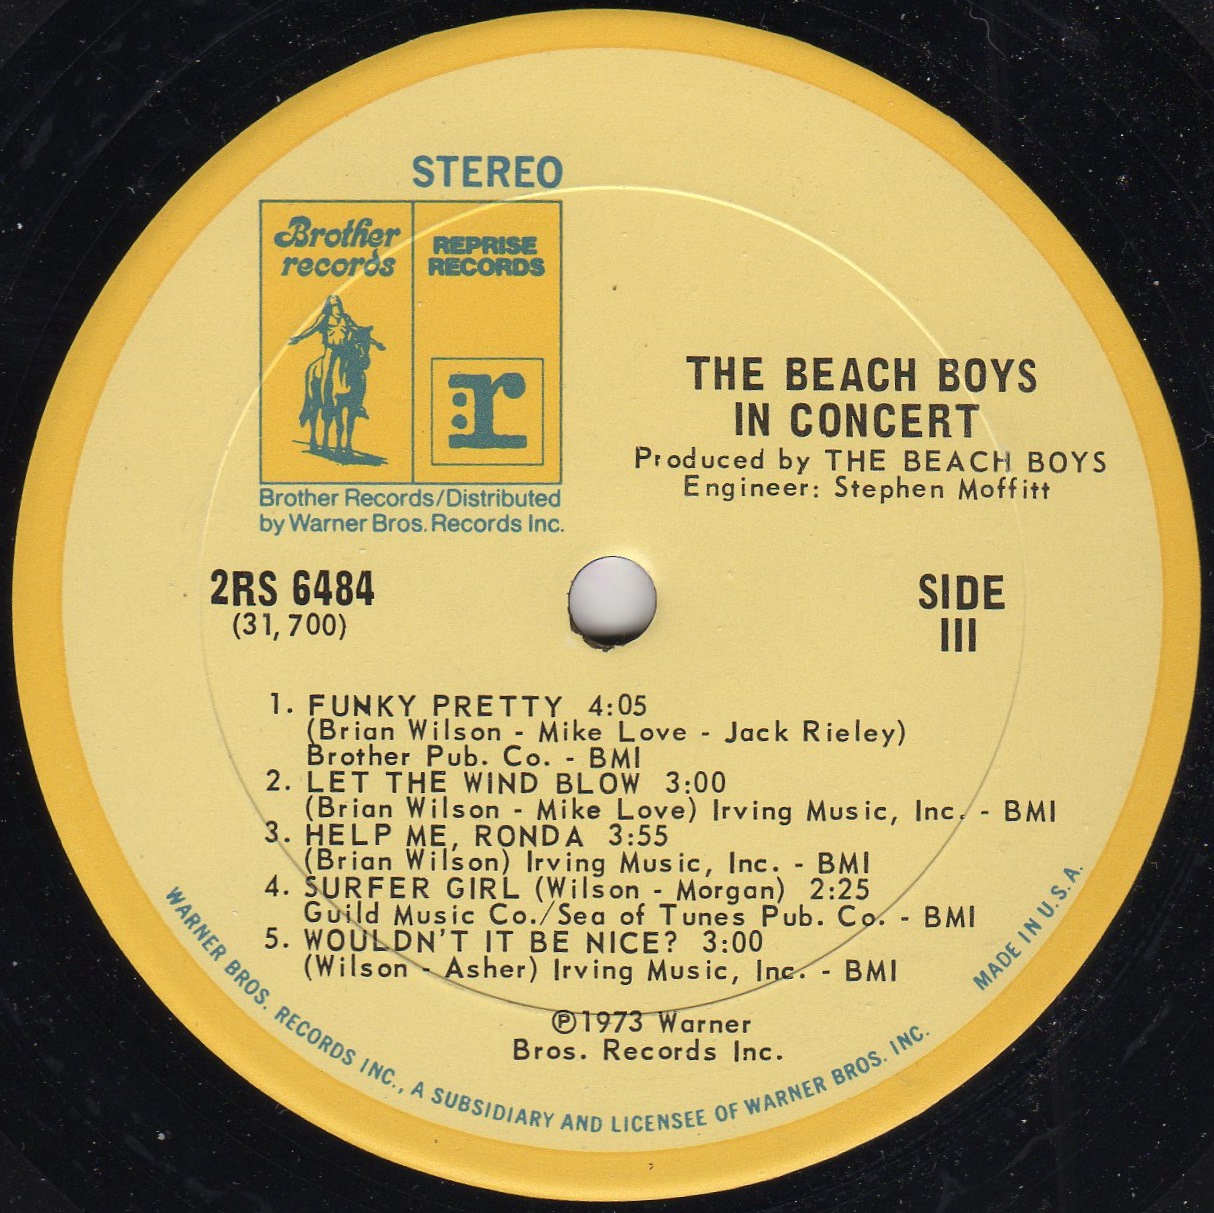 STEREO
Brother
records
REPRISE
RECORDS
r
Brother Records/Distributed
by Warner Bros. Records Inc.
THE BEACH BOYS
IN CONCERT
Produced by THE BEACH BOYS
Engineer: Stephen Moffitt
2RS 6484
(31,700)
SIDE
III
1. FUNKY PRETTY 4:05
(Brian Wilson - Mike Love - Jack Rieley)
Brother Pub. Co. - BMI
2. LET THE WIND BLOW 3:00
(Brian Wilson - Mike Love) Irving Music, Inc. - BMI
3. HELP ME, RONDA 3:55
(Brian Wilson) Irving Music, Inc. - BMI
4. SURFER GIRL (Wilson - Morgan) 2:25
Guild Music Co./Sea of Tunes Pub. Co. - BMI
5. WOULDN'T IT BE NICE? 3:00
(Wilson - Asher) Irving Music, Inc. - BMI
℗1973 Warner
Bros. Records Inc.
WARNER BROS. RECORDS INC., A SUBSIDIARY AND LICENSEE OF WARNER BROS. INC.
MADE IN U.S.A.